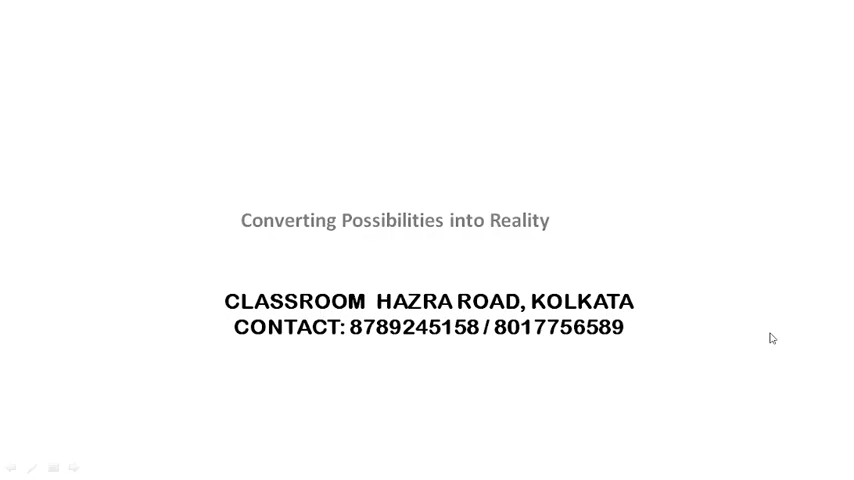 Converting Possibilities into Reality
CLASSROOM HAZRA ROAD, KOLKATA
CONTACT: 8789245158 / 8017756589